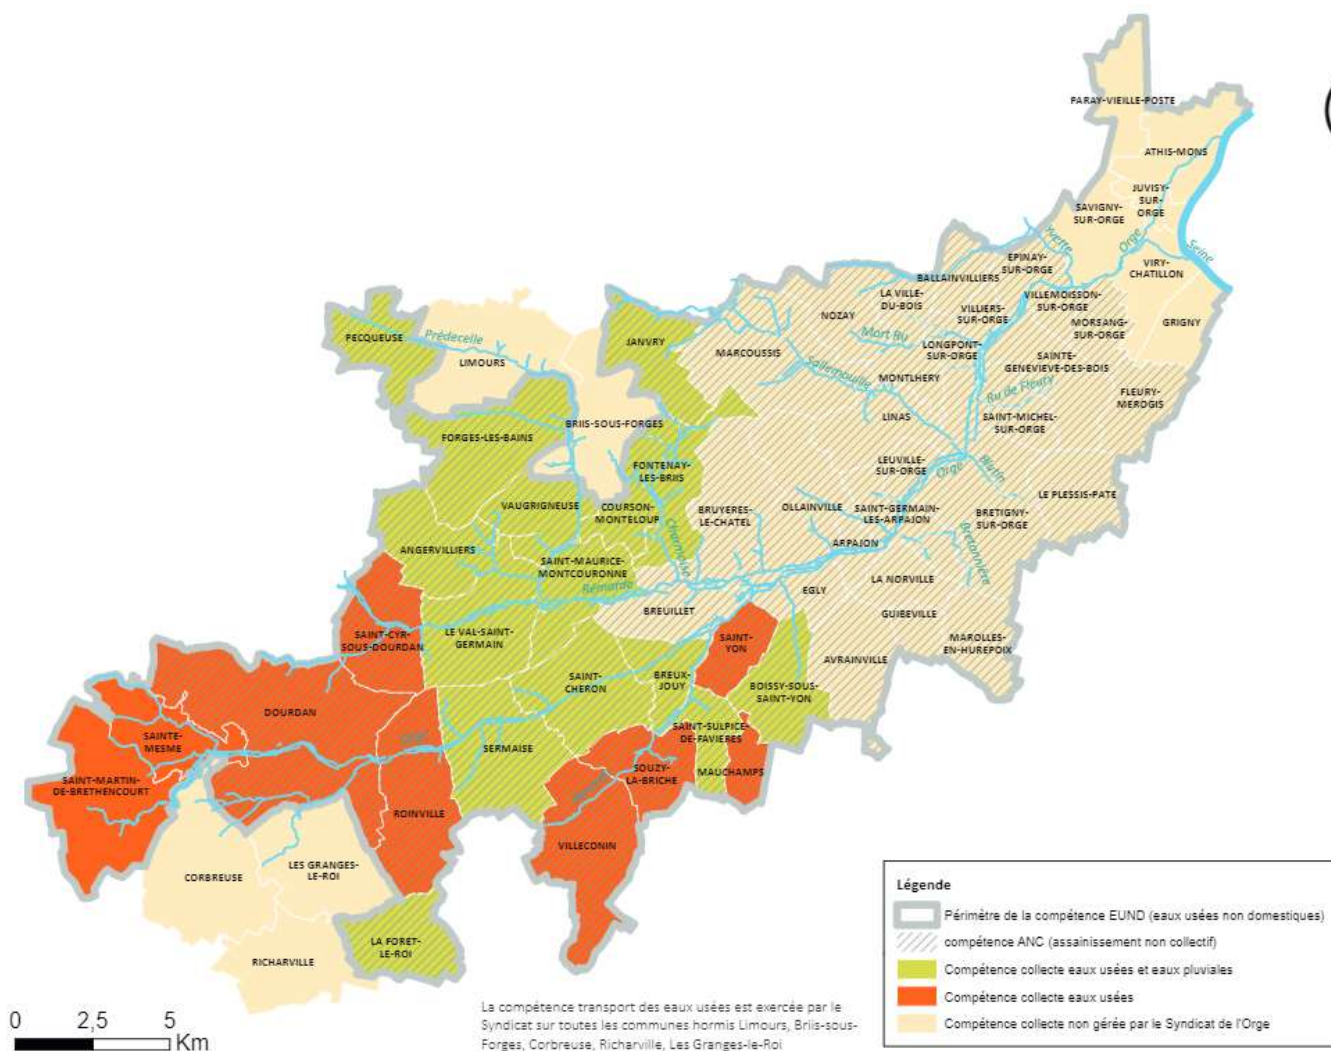 PARAY-VIEILLE-POSTE
ATHIS-MONS
JUVISY-
SUR-
ORGE
SAVIGNY-
SUR-ORGE
Yvette
Orge
Seine
EPINAY-
SUR-ORGE
VIRY-
CHATILLON
BALLAINVILLIERS
LA VILLE-
DU-BOIS
VILLEMOISSON-
SUR-ORGE
VILLIERS-
SUR-ORGE
NOZAY
MORSANG-
SUR-ORGE
GRIGNY
Mort Ru
PECQUEUSE
Prédecelle
LIMOURS
JANVRY
MARCOUSSIS
LONGPONT-
SUR-ORGE
SAINTE-
GENEVIEVE-DES-BOIS
Sallemouille
MONTLHERY
Ru de Fleury
FLEURY-
MEROGIS
LINAS
SAINT-MICHEL-
SUR-ORGE
BRIIS-SOUS-FORGES
FORGES-LES-BAINS
FONTENAY-
LES-BRIIS
LEUVILLE-
SUR-ORGE
Orge
Blutin
LE PLESSIS-PATE
VAUGRIGNEUSE
COURSON-
MONTELOUP
BRUYERES-
LE-CHATEL
OLLAINVILLE
SAINT-GERMAIN-
LES-ARPAJON
BRETIGNY-
SUR-ORGE
Charmoise
ARPAJON
Bretonnière
ANGERVILLIERS
SAINT-MAURICE-
MONTCOURONNE
Rémarde
LA NORVILLE
EGLY
BREUILLET
GUIBEVILLE
SAINT-CYR-
SOUS-DOURDAN
LE VAL-SAINT-
GERMAIN
SAINT-
YON
MAROLLES-
EN-HUREPOIX
AVRAINVILLE
SAINT-
CHERON
BREUX-
JOUY
BOISSY-SOUS-
SAINT-YON
DOURDAN
SAINTE-
MESME
SERMAISE
SAINT-SULPICE-
DE-FAVIERES
SOUZY-
LA-BRICHE
MAUCHAMPS
SAINT-MARTIN-
DE-BRETHENCOURT
ROINVILLE
VILLECONIN
LES GRANGES-
LE-ROI
CORBREUSE
LA FORET-
LE-ROI
RICHARVILLE
Légende
Périmètre de la compétence EUND (eaux usées non domestiques)
compétence ANC (assainissement non collectif)
Compétence collecte eaux usées et eaux pluviales
Compétence collecte eaux usées
Compétence collecte non gérée par le Syndicat de l'Orge
La compétence transport des eaux usées est exercée par le
Syndicat sur toutes les communes hormis Limours, Briis-sous-
Forges, Corbreuse, Richarville, Les Granges-le-Roi
0 2,5 5
Km